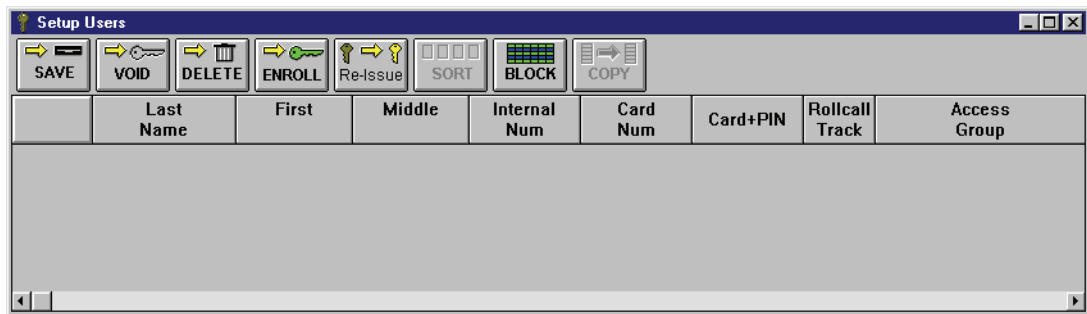 Setup Users
SAVE VOID DELETE ENROLL Re-Issue SORT BLOCK COPY
Last Name First Middle Internal Num Card Num Card+PIN Rollcall Track Access Group